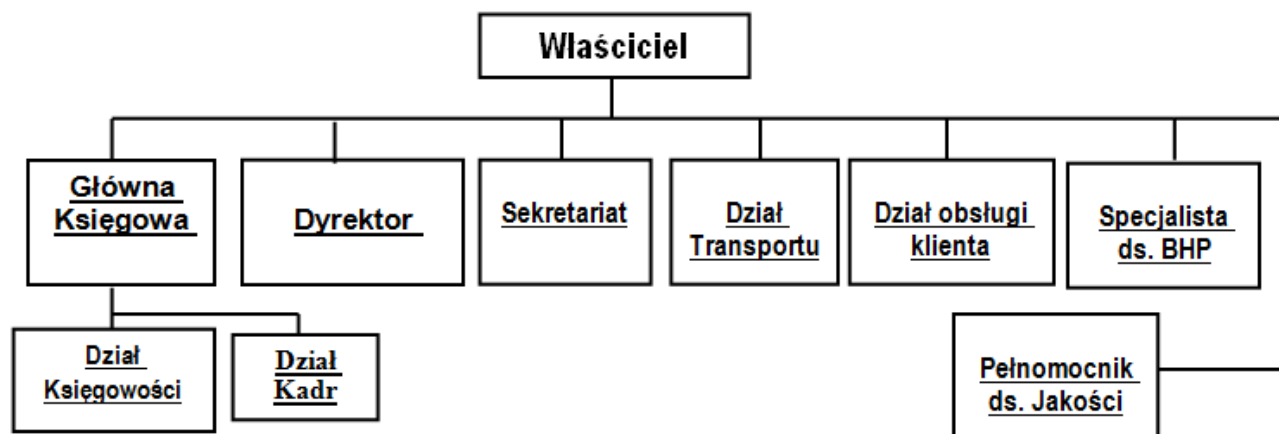 Właściciel
Główna
Księgowa
Dyrektor
Sekretariat
Dział
Transportu
Dział obsługi
klienta
Specjalista
ds. BHP
Dział
Księgowości
Dział
Kadr
Pełnomocnik
ds. Jakości